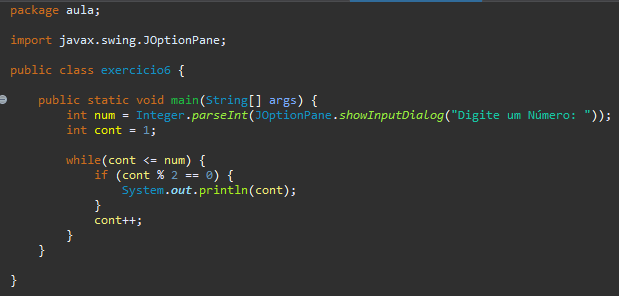 package aula;
import javax.swing.JOptionPane;
public class exercicio6 {
public static void main(String[] args) {
int num = Integer.parseInt(JOptionPane.showInputDialog("Digite um Número: "));
int cont = 1;
while(cont <= num) {
if (cont % 2 == 0) {
System.out.println(cont);
}
cont++;
}
}
}